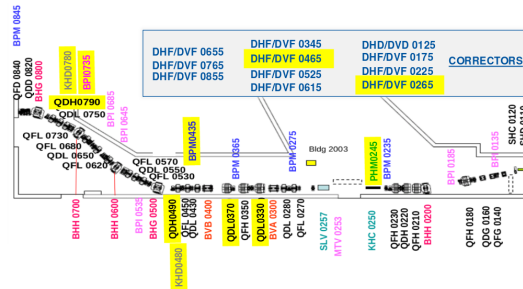 BPM 0845
QFD 0840
QDD 0820
BHG 0800
KHD0780
BPI0735
QDH0790
QDL 0750
BPI 0685
BPI 0645
QFL 0730
QFL 0680
QDL 0650
QFL 0620
QFL 0570
QDL 0550
QFL 0530
BHH 0700
BHH 0600
BPI 0535
BHG 0500
QDH0490
KHD0480
QFL 0450
QDL 0430
BPM0435
BVB 0400
QDL0370
BPM 0365
QFH 0350
QDL0330
BVA 0300
BPM 0275
QDL 0280
QFL 0270
Bldg 2003
SLV 0257
MTV 0253
KHC 0250
PHM0245
BPM 0235
QFH 0230
QDH 0220
QFH 0210
BHH 0200
BPI 0185
BPI 0135
QFH 0180
QDG 0160
QFG 0140
SHC 0120
DHF/DVF 0655
DHF/DVF 0765
DHF/DVF 0855
DHF/DVF 0345
DHF/DVF 0465
DHF/DVF 0525
DHF/DVF 0615
DHD/DVD 0125
DHF/DVF 0175
DHF/DVF 0225
DHF/DVF 0265
CORRECTORS